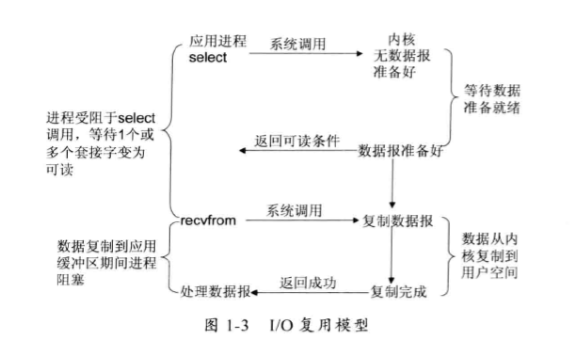 应用进程
select
系统调用
内核
无数据报
准备好
等待数据
准备就绪
进程受阻于select
调用，等待1个或
多个套接字变为
可读
返回可读条件
数据报准备好
recvfrom
系统调用
复制数据报
数据复制到应用
缓冲区期间进程
阻塞
数据从内
核复制到
用户空间
处理数据报
返回成功
复制完成
图 1-3 I/O 复用模型